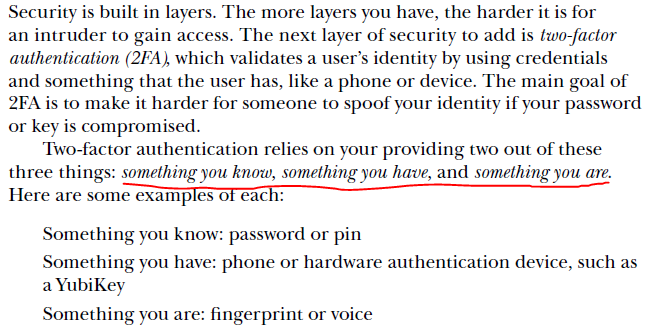 Security is built in layers. The more layers you have, the harder it is for
an intruder to gain access. The next layer of security to add is two-factor
authentication (2FA), which validates a user's identity by using credentials
and something that the user has, like a phone or device. The main goal of
2FA is to make it harder for someone to spoof your identity if your password
or key is compromised.
Two-factor authentication relies on your providing two out of these
three things: something you know, something you have, and something you are.
Here are some examples of each:
Something you know: password or pin
Something you have: phone or hardware authentication device, such as
a YubiKey
Something you are: fingerprint or voice